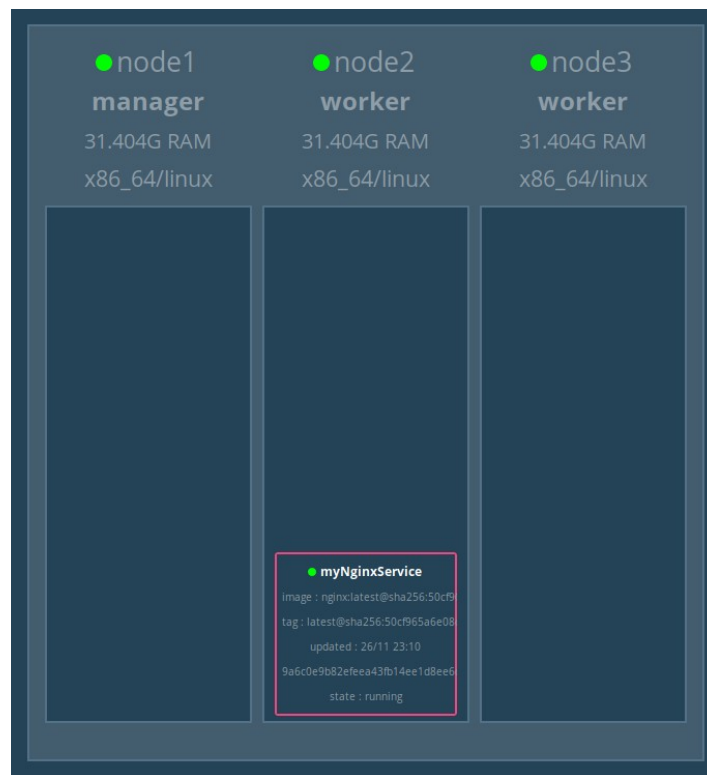 node1
manager
31.404G RAM
x86_64/linux
node2
worker
31.404G RAM
x86_64/linux
node3
worker
31.404G RAM
x86_64/linux
myNginxService
image : nginx:latest@sha256:50cf9
tag : latest@sha256:50cf965a6e08
updated : 26/11 23:10
9a6c0e9b82efeea43fb14ee1d8ee6
state : running